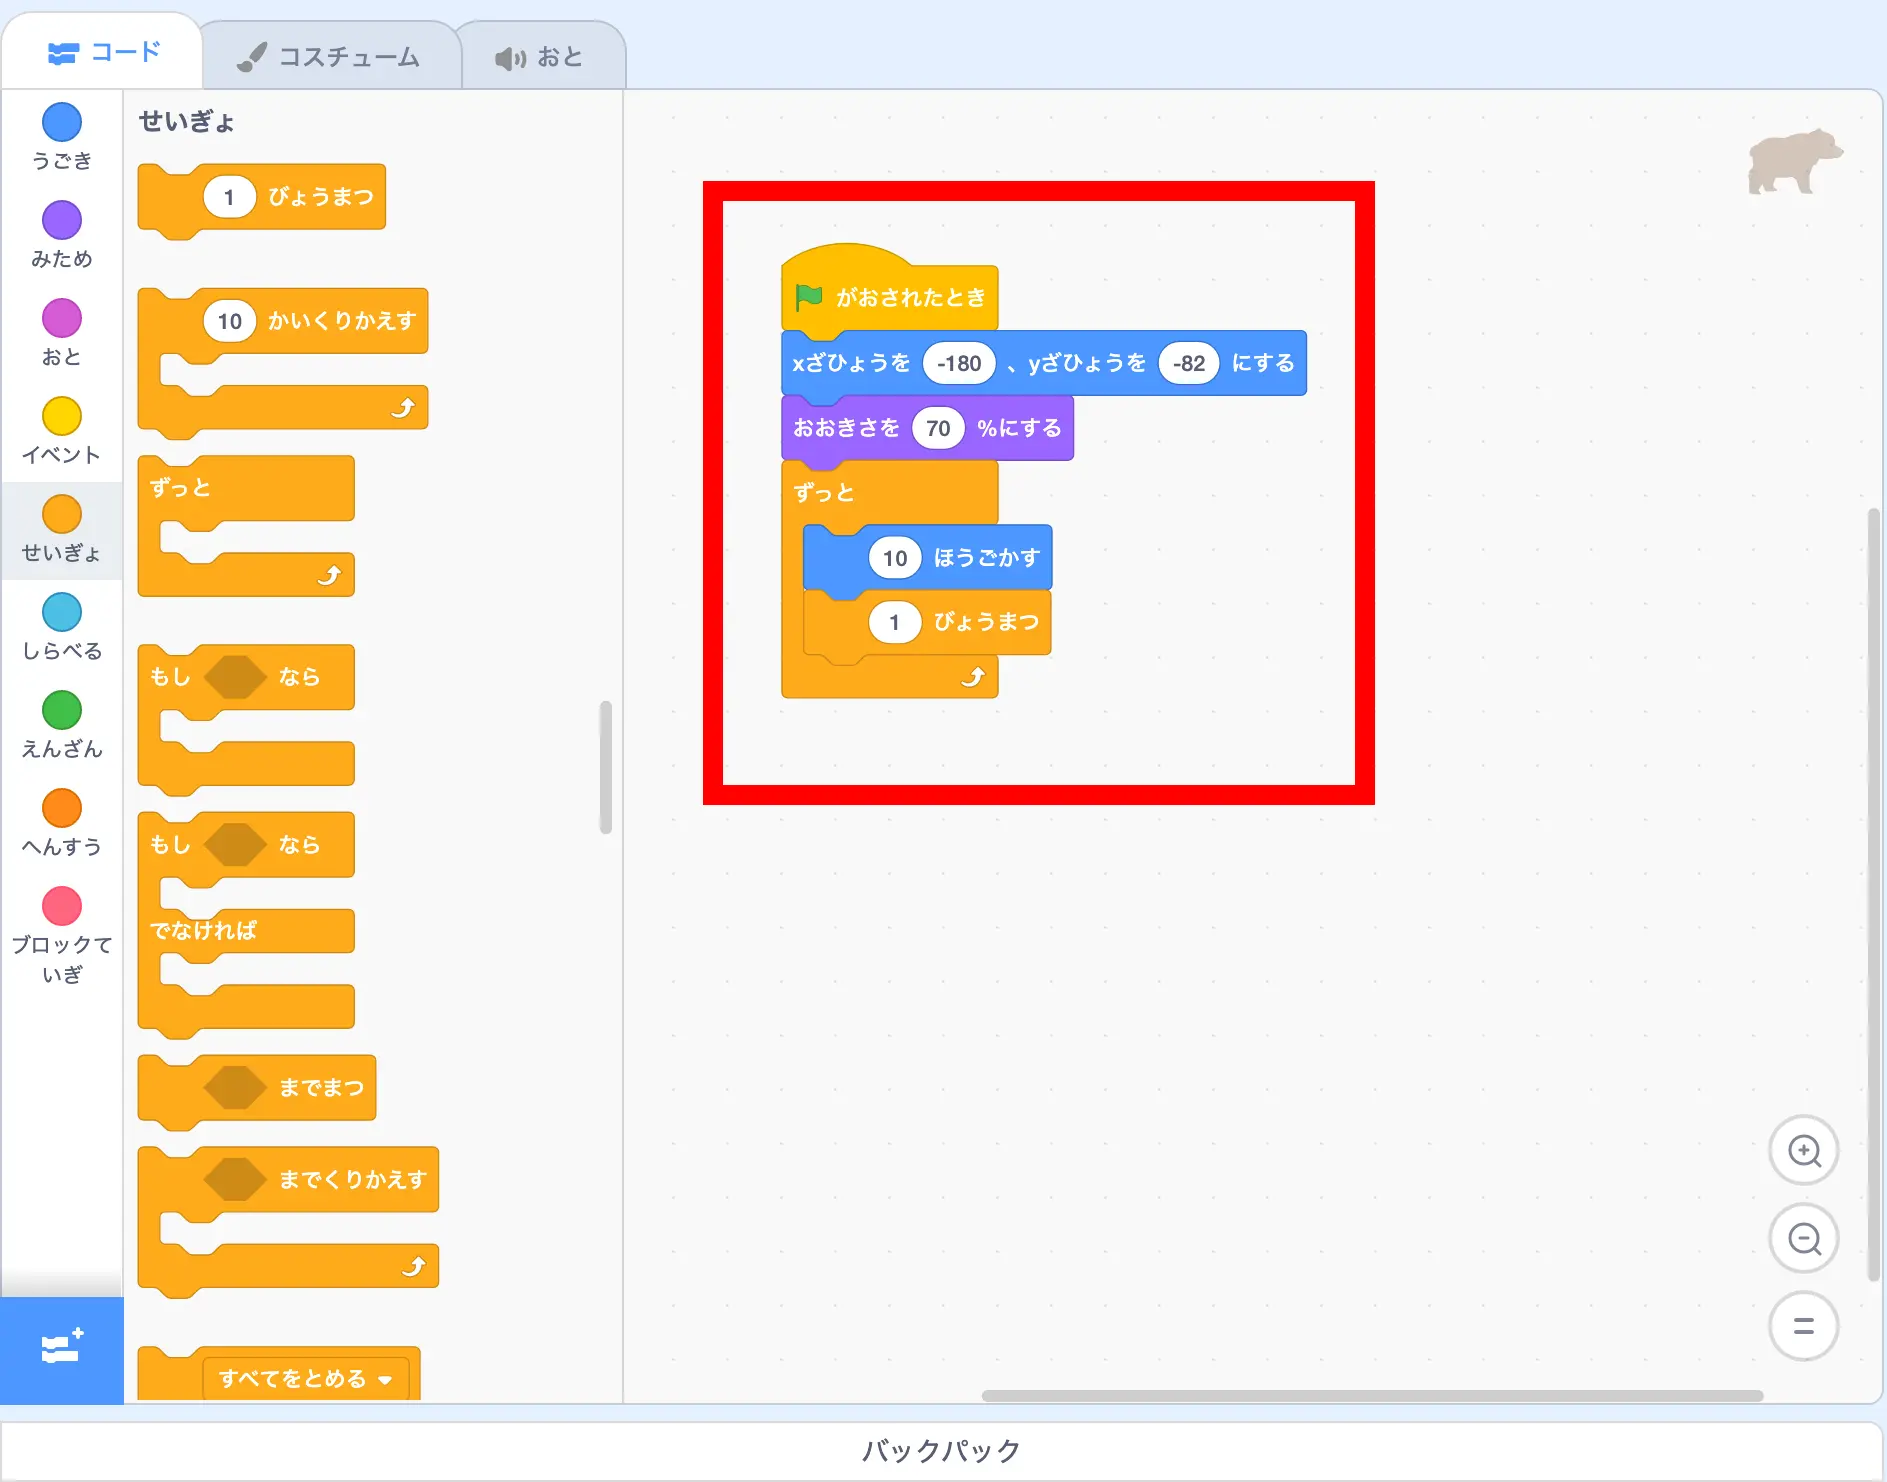 コード
コスチューム
おと
うごき
みため
おと
イベント
せいぎょ
しらべる
えんざん
へんすう
ブロックて
いぎ
せいぎょ
1 びょうまつ
10 かいくりかえす
ずっと
もし なら
もし なら
でなければ
までまつ
までくりかえす
すべてをとめる
がおされたとき
xざひょうを -180 、yざひょうを -82 にする
おおきさを 70 %にする
ずっと
10 ほうごかす
1 びょうまつ
バックパック